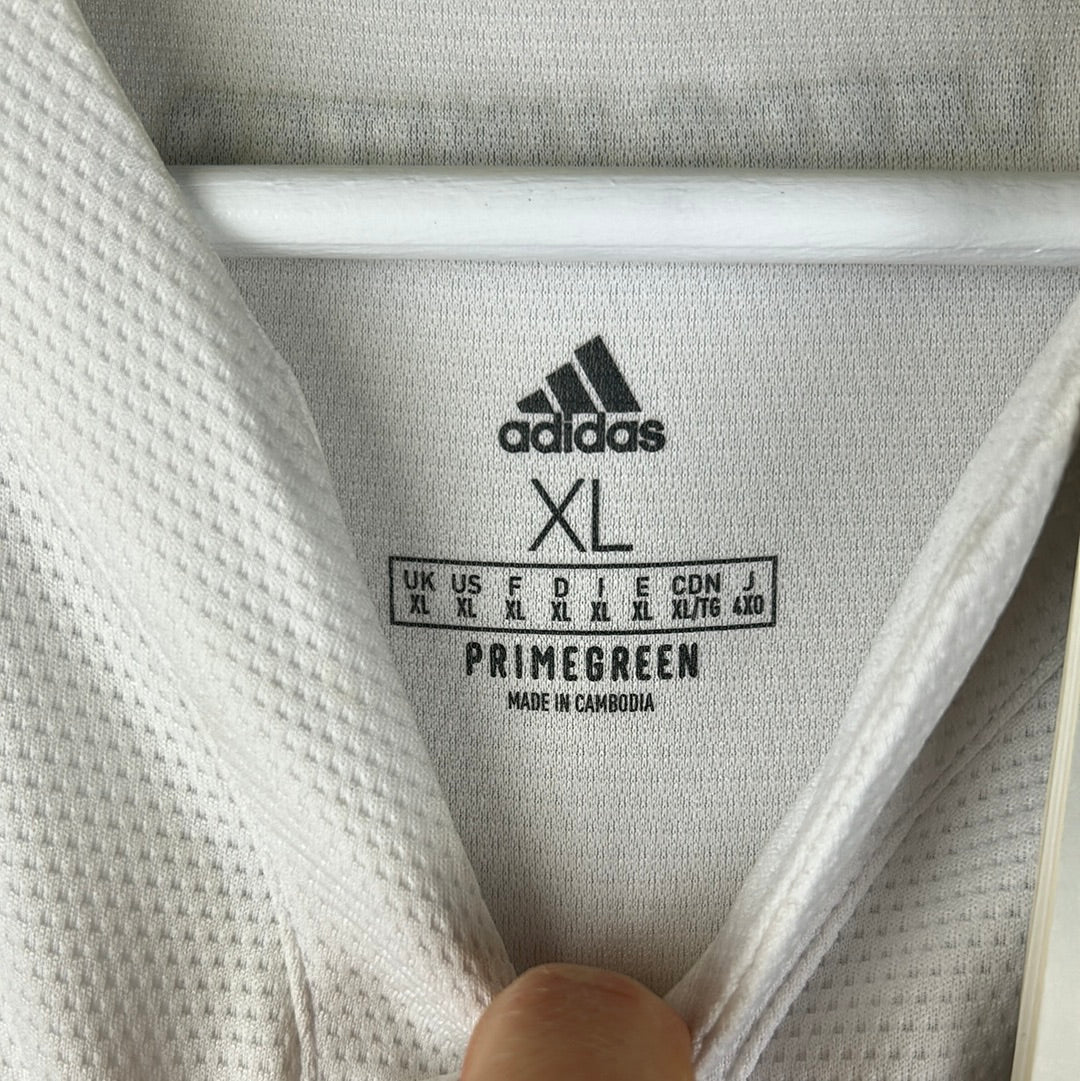 adidas
XL
UK US F D I E CDN J
XL XL XL XL XL XL XL/TG 4XO
PRIMEGREEN
MADE IN CAMBODIA